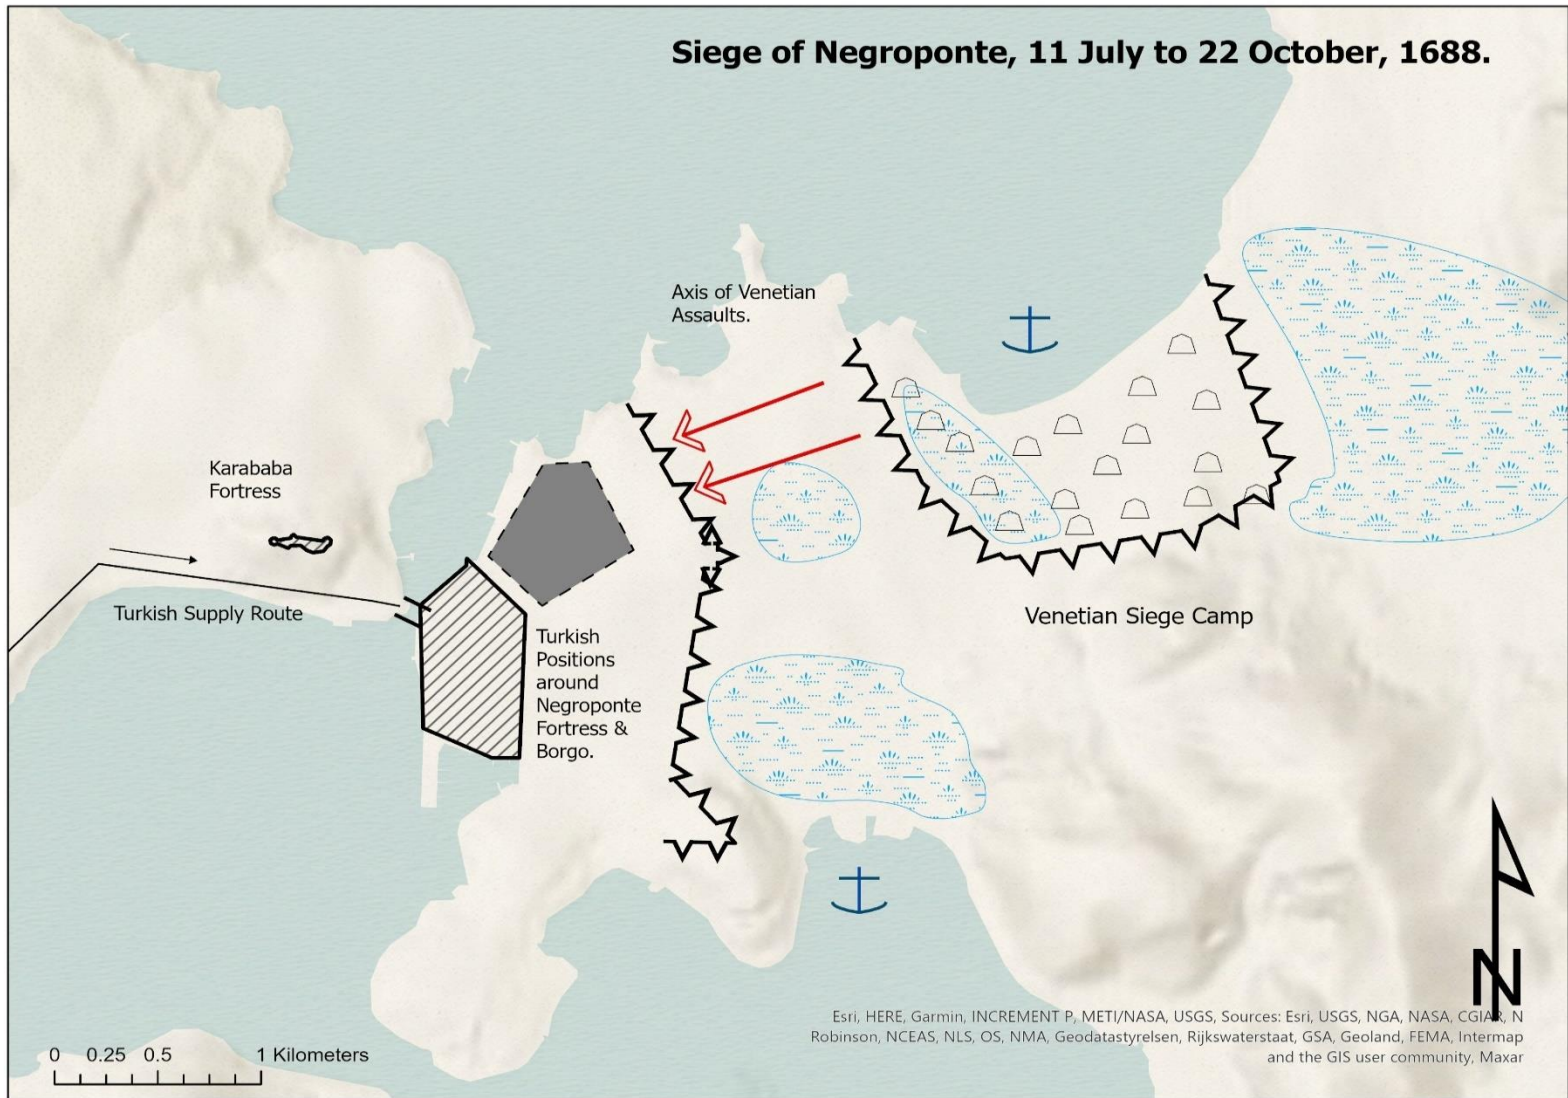 Siege of Negroponte, 11 July to 22 October, 1688.
Axis of Venetian
Assaults.
Karababa
Fortress
Turkish Supply Route
Turkish
Positions
around
Negroponte
Fortress &
Borgo.
Venetian Siege Camp
N
0 0.25 0.5 1 Kilometers
Esri, HERE, Garmin, INCREMENT P, METI/NASA, USGS, Sources: Esri, USGS, NGA, NASA, CGIAR, N
Robinson, NCEAS, NLS, OS, NMA, Geodatastyrelsen, Rijkswaterstaat, GSA, Geoland, FEMA, Intermap
and the GIS user community, Maxar